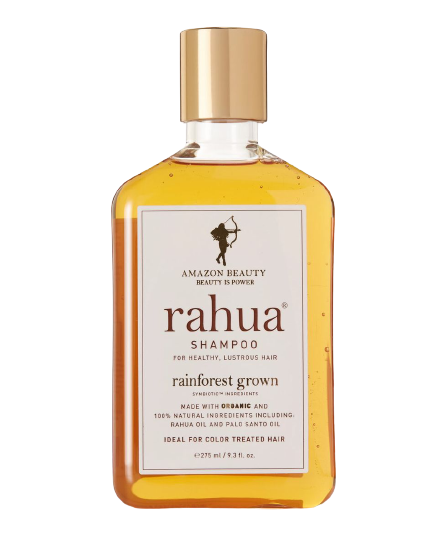 AMAZON BEAUTY
BEAUTY IS POWER
rahua®
SHAMPOO
FOR HEALTHY, LUSTROUS HAIR
rainforest grown
SYMBIOTIC™ INGREDIENTS
MADE WITH ORGANIC AND
100% NATURAL INGREDIENTS INCLUDING:
RAHUA OIL AND PALO SANTO OIL
IDEAL FOR COLOR TREATED HAIR
℮275 ml / 9.3 fl. oz.